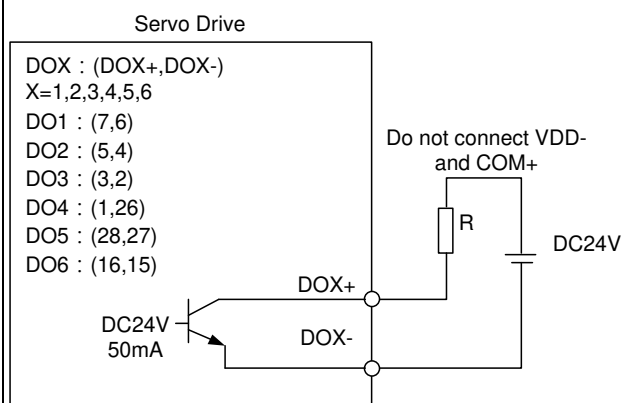 Servo Drive
DOX : (DOX+,DOX-)
X=1,2,3,4,5,6
DO1 : (7,6)
DO2 : (5,4)
DO3 : (3,2)
DO4 : (1,26)
DO5 : (28,27)
DO6 : (16,15)
Do not connect VDD-
and COM+
R
DC24V
DOX+
DC24V
50mA
DOX-